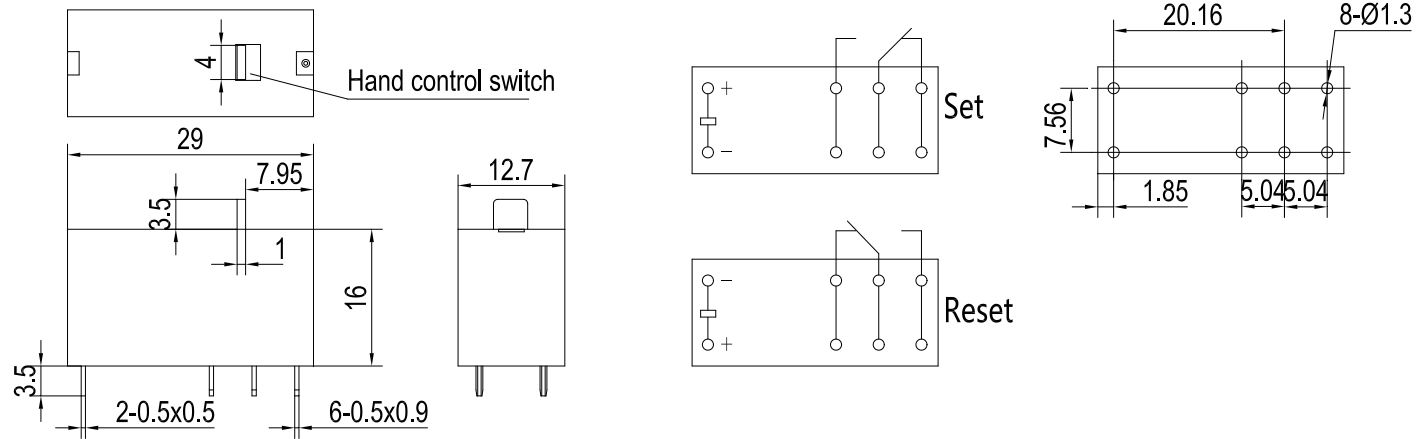 4
Hand control switch
29
7.95
3.5
1
16
3.5
2-0.5x0.5
6-0.5x0.9
12.7
+
−
Set
−
+
Reset
20.16
8-Ø1.3
7.56
1.85
5.04
5.04